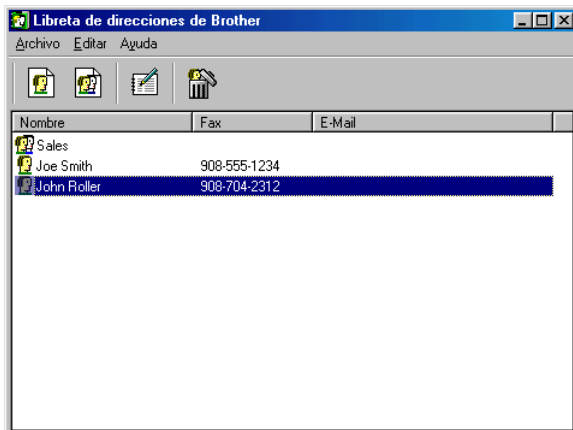 Libreta de direcciones de Brother
Archivo Editar Ayuda
Nombre Fax E-Mail
Sales
Joe Smith 908-555-1234
John Roller 908-704-2312